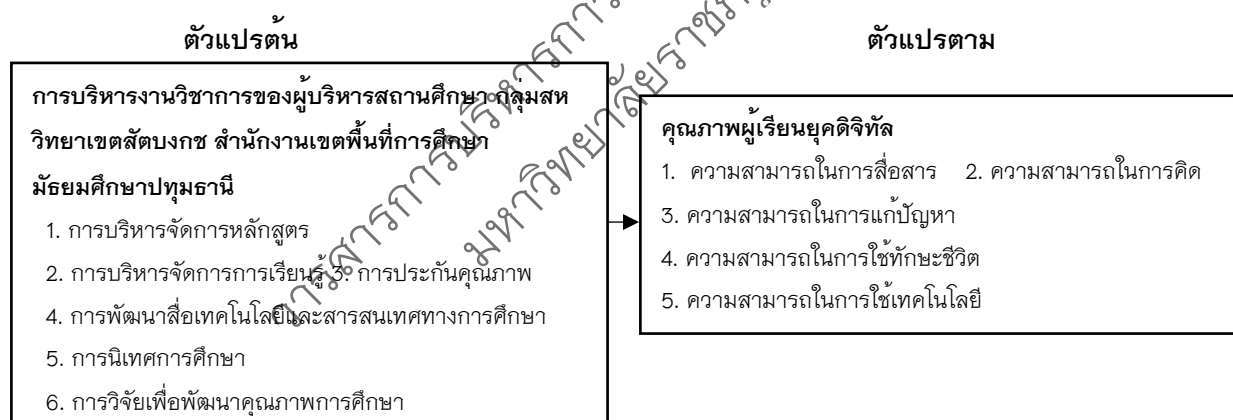 ตัวแปรต้น
ตัวแปรตาม
การบริหารงานวิชาการของผู้บริหารสถานศึกษา กลุ่มสห
วิทยาเขตสัตบงกช สำนักงานเขตพื้นที่การศึกษา
มัธยมศึกษาปทุมธานี
1. การบริหารจัดการหลักสูตร
2. การบริหารจัดการการเรียนรู้ 3. การประกันคุณภาพ
4. การพัฒนาสื่อเทคโนโลยีและสารสนเทศทางการศึกษา
5. การนิเทศการศึกษา
6. การวิจัยเพื่อพัฒนาคุณภาพการศึกษา
คุณภาพผู้เรียนยุคดิจิทัล
1. ความสามารถในการสื่อสาร 2. ความสามารถในการคิด
3. ความสามารถในการแก้ปัญหา
4. ความสามารถในการใช้ทักษะชีวิต
5. ความสามารถในการใช้เทคโนโลยี